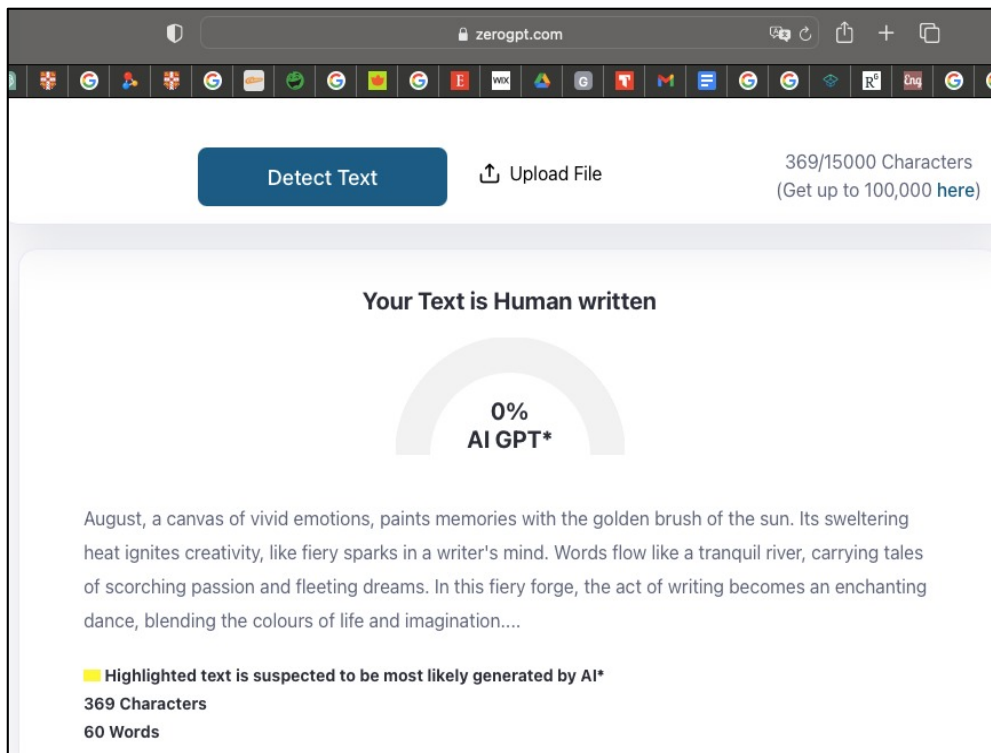 zerogpt.com
E
WIX
G
T
M
RG
Eng
Detect Text
Upload File
369/15000 Characters
(Get up to 100,000 here)
Your Text is Human written
0%
AI GPT*
August, a canvas of vivid emotions, paints memories with the golden brush of the sun. Its sweltering
heat ignites creativity, like fiery sparks in a writer's mind. Words flow like a tranquil river, carrying tales
of scorching passion and fleeting dreams. In this fiery forge, the act of writing becomes an enchanting
dance, blending the colours of life and imagination....
Highlighted text is suspected to be most likely generated by AI*
369 Characters
60 Words